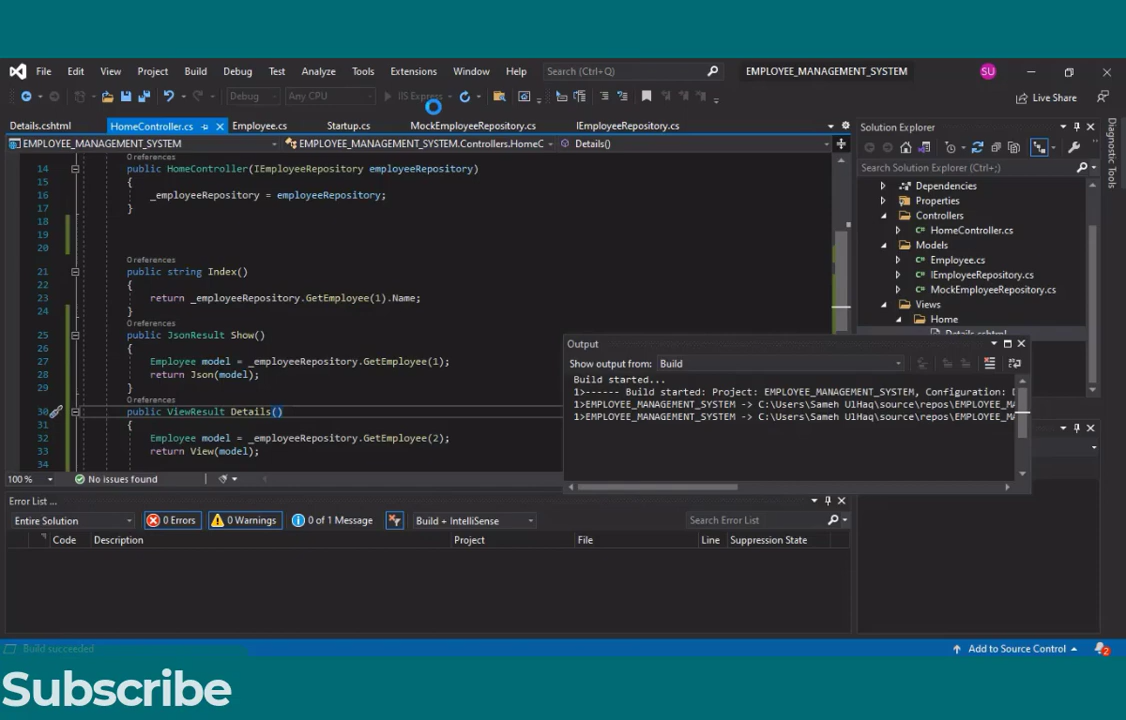 File Edit View Project Build Debug Test Analyze Tools Extensions Window Help Search (Ctrl+Q) EMPLOYEE_MANAGEMENT_SYSTEM SU
Debug Any CPU IIS Express Live Share
Details.cshtml HomeController.cs Employee.cs Startup.cs MockEmployeeRepository.cs IEmployeeRepository.cs
EMPLOYEE_MANAGEMENT_SYSTEM EMPLOYEE_MANAGEMENT_SYSTEM.Controllers.HomeC Details()
0 references
14 public HomeController(IEmployeeRepository employeeRepository)
15 {
16 _employeeRepository = employeeRepository;
17 }
18
19
20
0 references
21 public string Index()
22 {
23 return _employeeRepository.GetEmployee(1).Name;
24 }
0 references
25 public JsonResult Show()
26 {
27 Employee model = _employeeRepository.GetEmployee(1);
28 return Json(model);
29 }
0 references
30 public ViewResult Details()
31 {
32 Employee model = _employeeRepository.GetEmployee(2);
33 return View(model);
34
100 % No issues found
Solution Explorer
Search Solution Explorer (Ctrl+;)
Dependencies
Properties
Controllers
C# HomeController.cs
Models
C# Employee.cs
C# IEmployeeRepository.cs
C# MockEmployeeRepository.cs
Views
Home
Details.cshtml
Diagnostic Tools
Output
Show output from: Build
Build started...
1>------ Build started: Project: EMPLOYEE_MANAGEMENT_SYSTEM, Configuration: D
1>EMPLOYEE_MANAGEMENT_SYSTEM -> C:\Users\Sameh UlHaq\source\repos\EMPLOYEE_MA
1>EMPLOYEE_MANAGEMENT_SYSTEM -> C:\Users\Sameh UlHaq\source\repos\EMPLOYEE_MA
Error List ...
Entire Solution 0 Errors 0 Warnings 0 of 1 Message Build + IntelliSense Search Error List
Code Description Project File Line Suppression State
Build succeeded Add to Source Control 2
Subscribe